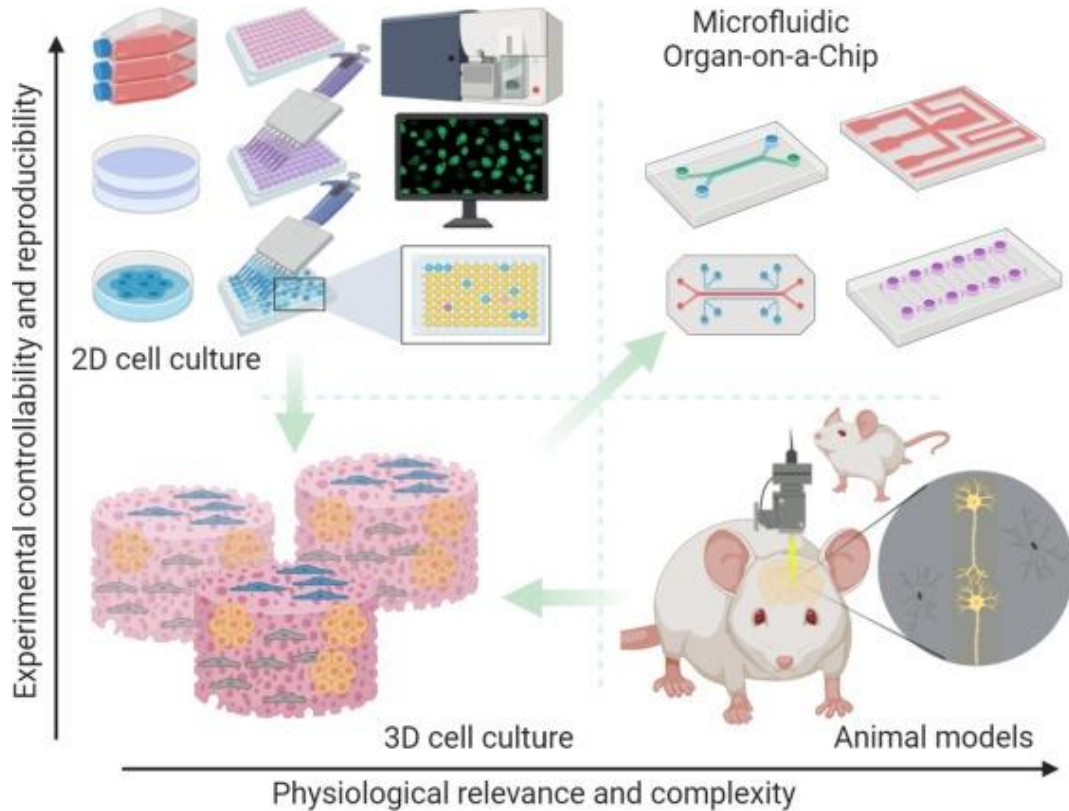 Microfluidic
Organ-on-a-Chip
Experimental controllability and reproducibility
2D cell culture
3D cell culture
Animal models
Physiological relevance and complexity